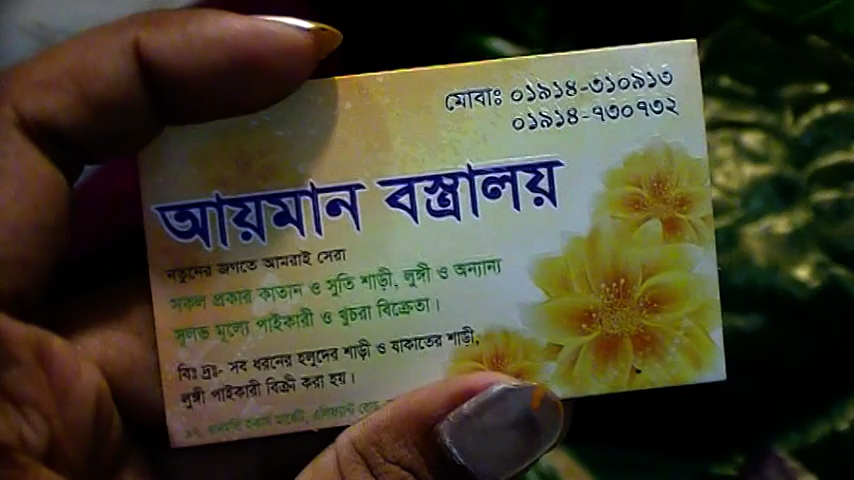 মোবাঃ ০১৯১৪-৩১০৯১৩
০১৯১৪-৭৩০৭৩২
আয়মান বস্ত্রালয়
নতুনের জগতে আমরাই সেরা
সকল প্রকার কাতান ও সুতি শাড়ী, লুঙ্গী ও অন্যান্য
সুলভ মূল্যে পাইকারী ও খুচরা বিক্রেতা।
বিঃ দ্রঃ- সব ধরনের হলুদের শাড়ী ও যাকাতের শাড়ী,
লুঙ্গী পাইকারী বিক্রী করা হয়।
মার্কেট, এলিফ্যান্ট রোড